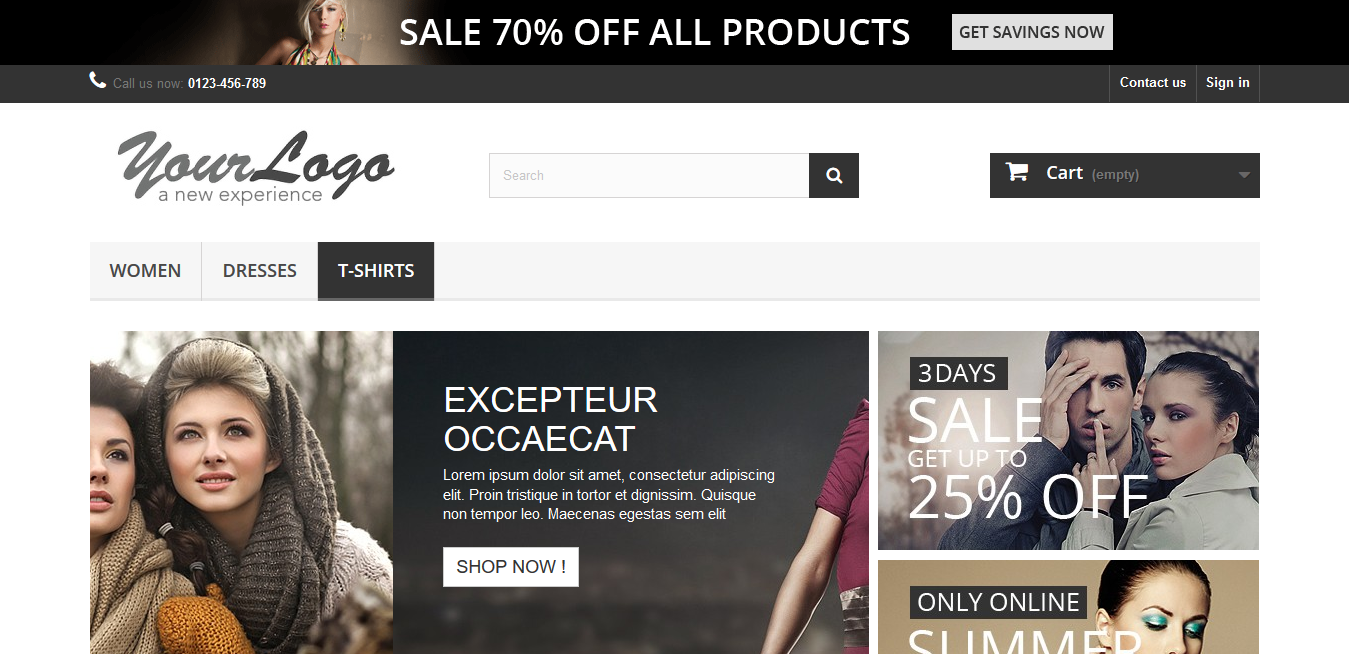 SALE 70% OFF ALL PRODUCTS
GET SAVINGS NOW
Call us now: 0123-456-789
Contact us
Sign in
YourLogo
a new experience
Search
Cart (empty)
WOMEN
DRESSES
T-SHIRTS
EXCEPTEUR
OCCAECAT
Lorem ipsum dolor sit amet, consectetur adipiscing
elit. Proin tristique in tortor et dignissim. Quisque
non tempor leo. Maecenas egestas sem elit
SHOP NOW !
3 DAYS
SALE
GET UP TO
25% OFF
ONLY ONLINE
SUMMER